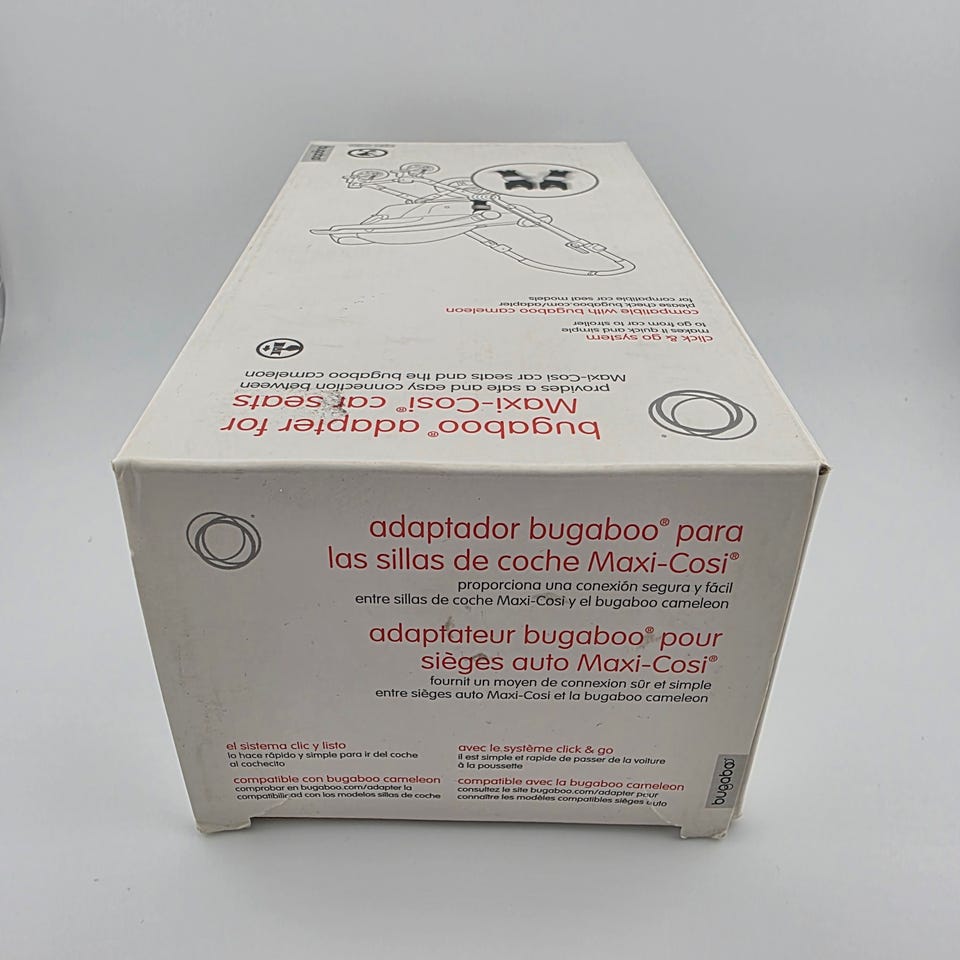 bugaboo® adapter for
Maxi-Cosi® car seats
provides a safe and easy connection between
Maxi-Cosi car seats and the bugaboo cameleon
click & go system
makes it quick and simple
to go from car to stroller
compatible with bugaboo cameleon
please check bugaboo.com/adapter
for compatible car seat models
bugaboo
adaptador bugaboo® para
las sillas de coche Maxi-Cosi®
proporciona una conexión segura y fácil
entre sillas de coche Maxi-Cosi y el bugaboo cameleon
adaptateur bugaboo® pour
sièges auto Maxi-Cosi®
fournit un moyen de connexion sûr et simple
entre sièges auto Maxi-Cosi et la bugaboo cameleon
el sistema clic y listo
lo hace rápido y simple para ir del coche
al cochecito
compatible con bugaboo cameleon
comprobar en bugaboo.com/adapter la
compatibilidad con los modelos sillas de coche
avec le système click & go
il est simple et rapide de passer de la voiture
à la poussette
compatible avec la bugaboo cameleon
consultez le site bugaboo.com/adapter pour
connaître les modèles compatibles sièges auto
bugaboo®